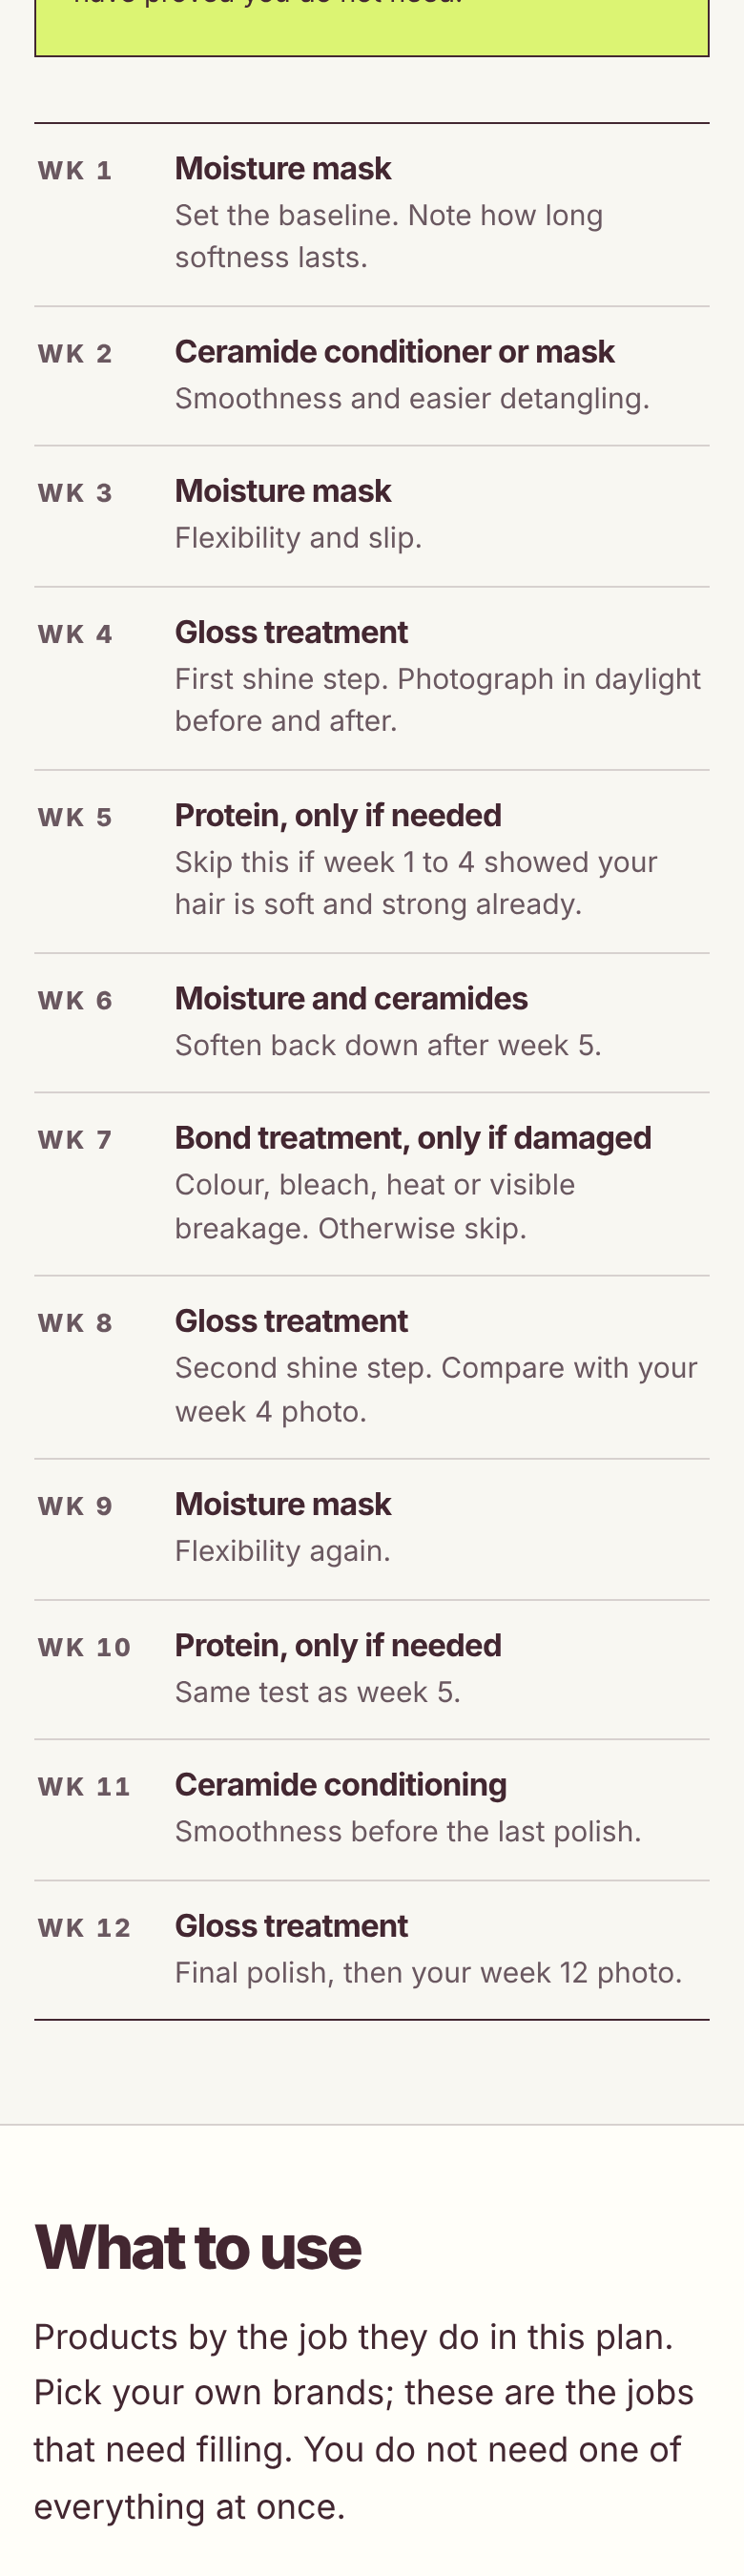 have proved you do not need.
WK 1
Moisture mask
Set the baseline. Note how long
softness lasts.
WK 2
Ceramide conditioner or mask
Smoothness and easier detangling.
WK 3
Moisture mask
Flexibility and slip.
WK 4
Gloss treatment
First shine step. Photograph in daylight
before and after.
WK 5
Protein, only if needed
Skip this if week 1 to 4 showed your
hair is soft and strong already.
WK 6
Moisture and ceramides
Soften back down after week 5.
WK 7
Bond treatment, only if damaged
Colour, bleach, heat or visible
breakage. Otherwise skip.
WK 8
Gloss treatment
Second shine step. Compare with your
week 4 photo.
WK 9
Moisture mask
Flexibility again.
WK 10
Protein, only if needed
Same test as week 5.
WK 11
Ceramide conditioning
Smoothness before the last polish.
WK 12
Gloss treatment
Final polish, then your week 12 photo.
What to use
Products by the job they do in this plan.
Pick your own brands; these are the jobs
that need filling. You do not need one of
everything at once.